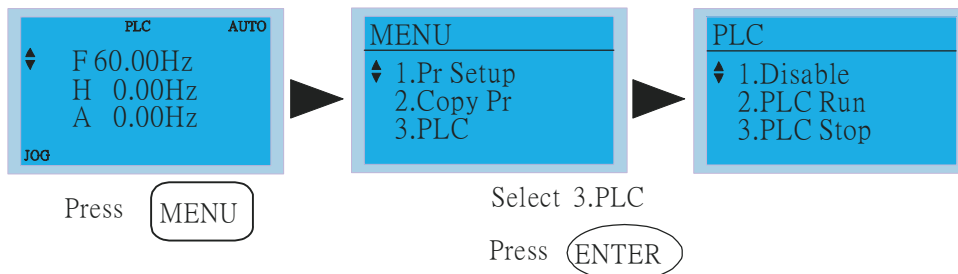 PLC AUTO
F 60.00Hz
H 0.00Hz
A 0.00Hz
JOG
Press MENU
MENU
1.Pr Setup
2.Copy Pr
3.PLC
Select 3.PLC
Press ENTER
PLC
1.Disable
2.PLC Run
3.PLC Stop